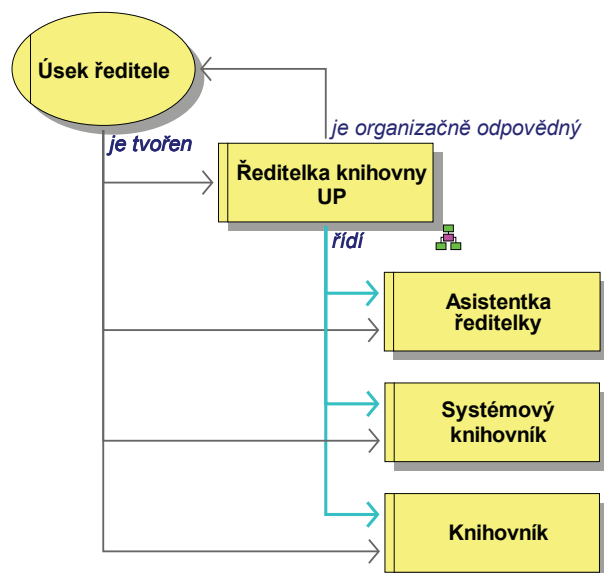 Úsek ředitele
je organizačně odpovědný
je tvořen
Ředitelka knihovny
UP
řídí
Asistentka
ředitelky
Systémový
knihovník
Knihovník